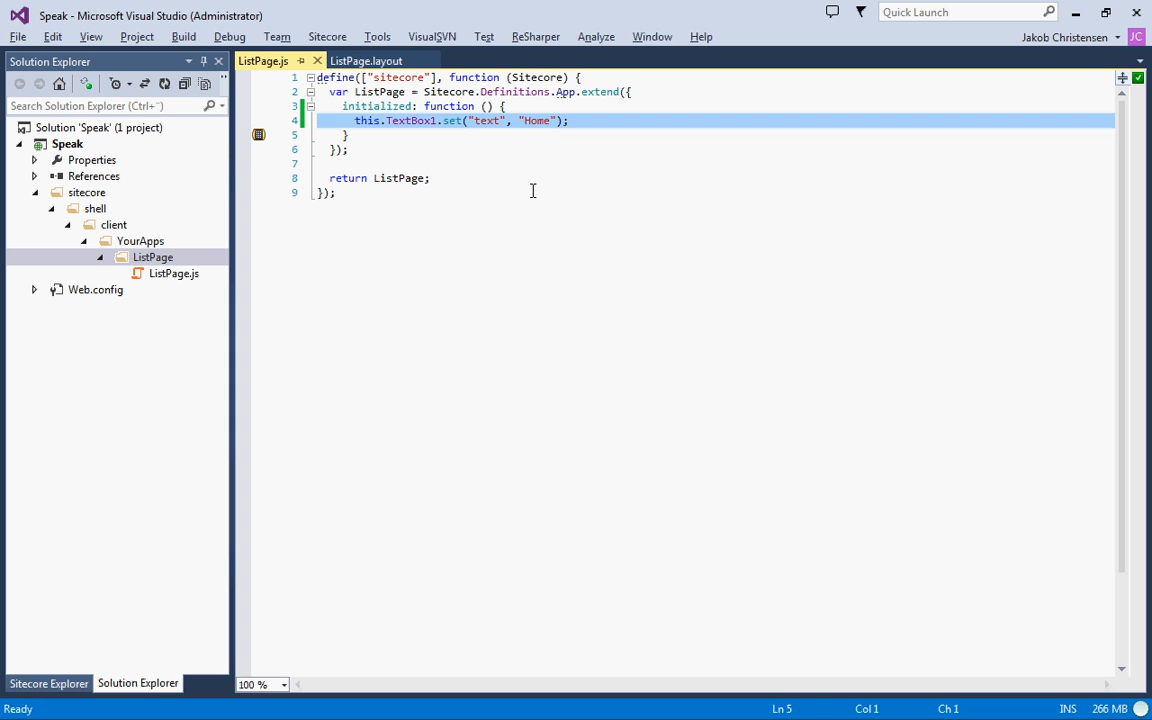 Speak - Microsoft Visual Studio (Administrator)
Quick Launch
File Edit View Project Build Debug Team Sitecore Tools VisualSVN Test ReSharper Analyze Window Help
Jakob Christensen JC
Solution Explorer
ListPage.js ListPage.layout
Search Solution Explorer (Ctrl+¨)
Solution 'Speak' (1 project)
Speak
Properties
References
sitecore
shell
client
YourApps
ListPage
ListPage.js
Web.config
1 define(["sitecore"], function (Sitecore) {
2 var ListPage = Sitecore.Definitions.App.extend({
3 initialized: function () {
4 this.TextBox1.set("text", "Home");
5 }
6 });
7
8 return ListPage;
9 });
Sitecore Explorer Solution Explorer
100 %
Ready Ln 5 Col 1 Ch 1 INS 266 MB